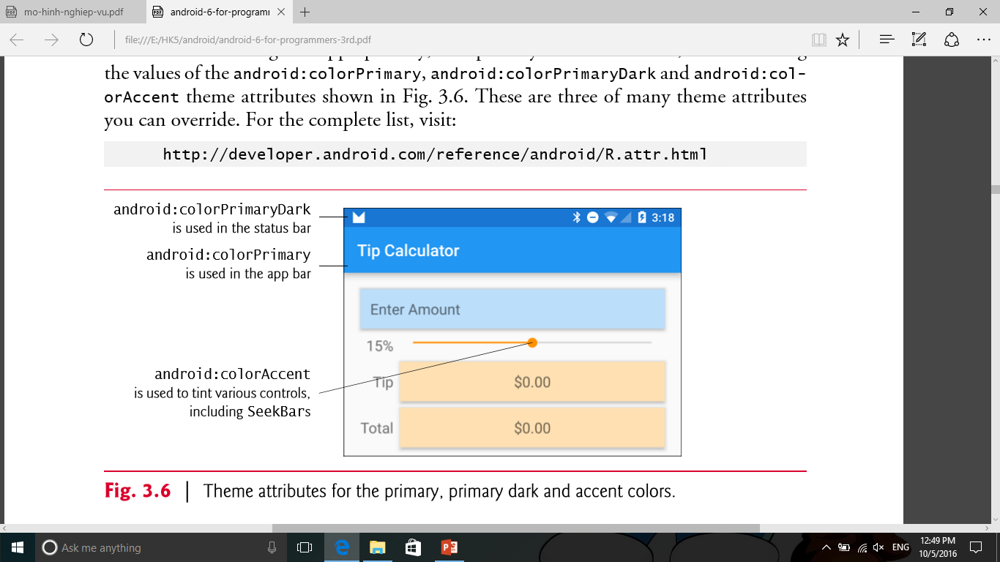 mo-hinh-nghiep-vu.pdf
android-6-for-programı
file:///E:/HK5/android/android-6-for-programmers-3rd.pdf
the values of the android:colorPrimary, android:colorPrimaryDark and android:col-
orAccent theme attributes shown in Fig. 3.6. These are three of many theme attributes
you can override. For the complete list, visit:
http://developer.android.com/reference/android/R.attr.html
android:colorPrimaryDark
is used in the status bar
3:18
android:colorPrimary
is used in the app bar
Tip Calculator
Enter Amount
15%
android:colorAccent
is used to tint various controls,
including SeekBars
Tip
$0.00
Total
$0.00
Fig. 3.6 | Theme attributes for the primary, primary dark and accent colors.
Ask me anything
ENG
12:49 PM
10/5/2016